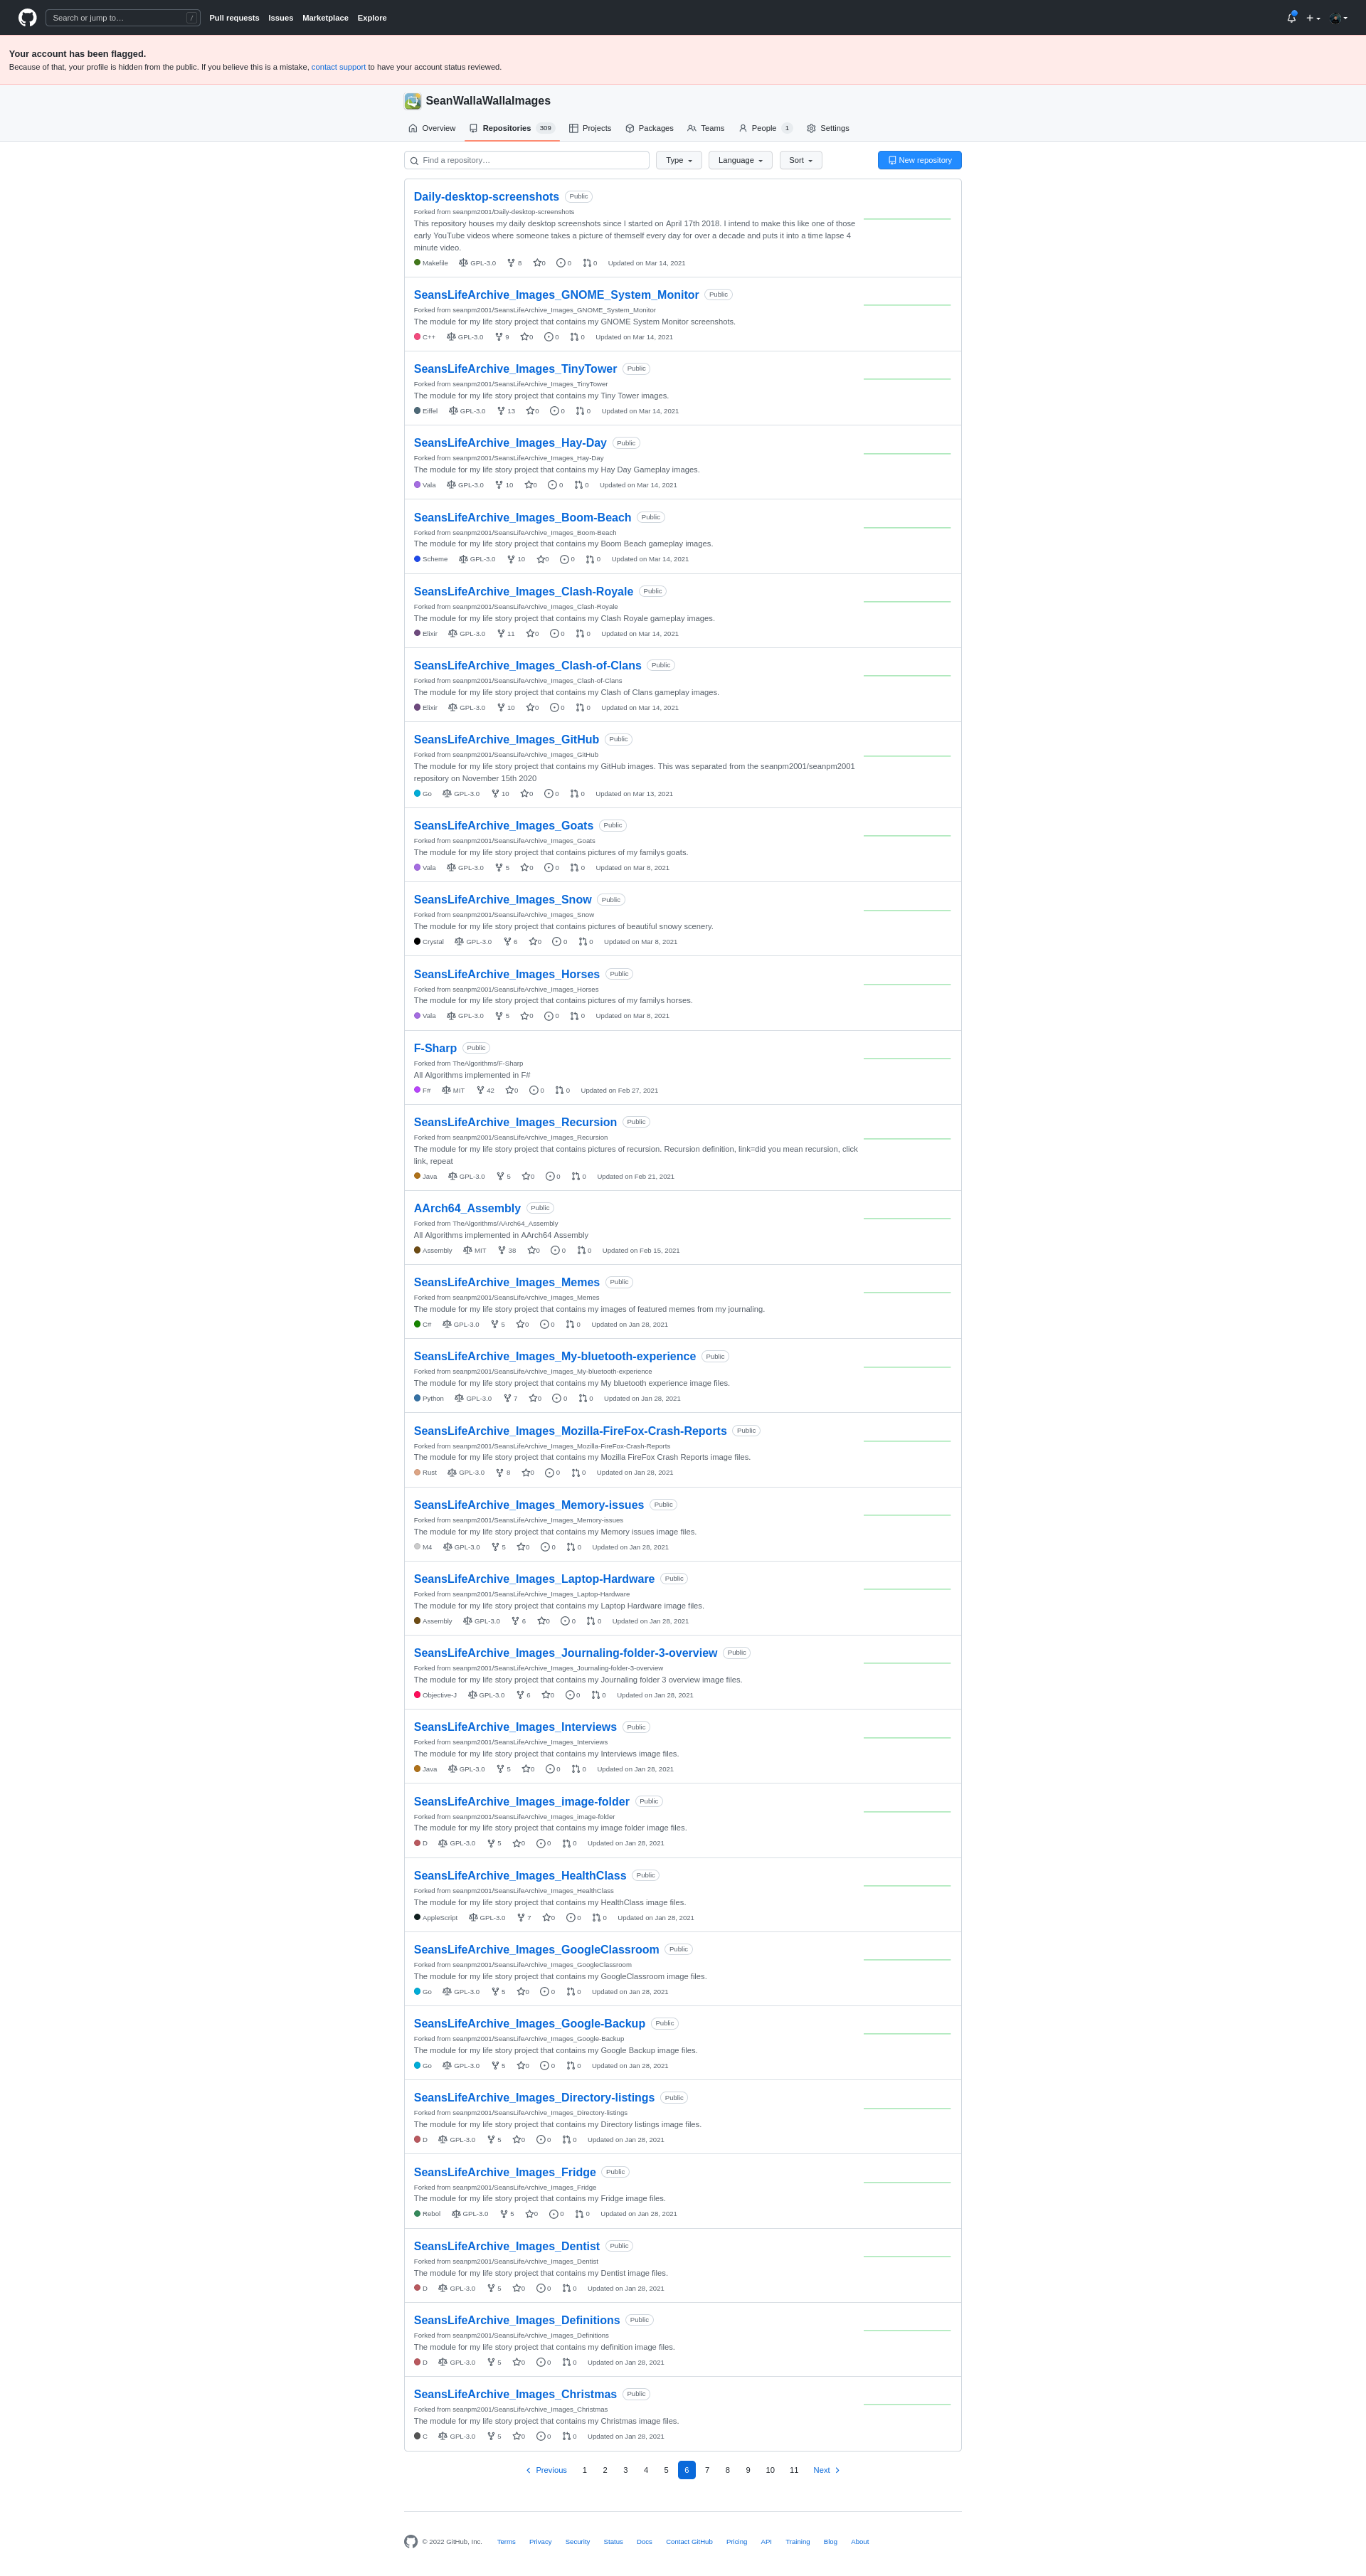 Search or jump to… /
Pull requests Issues Marketplace Explore
Your account has been flagged.
Because of that, your profile is hidden from the public. If you believe this is a mistake, contact support to have your account status reviewed.
SeanWallaWallaImages
Overview Repositories 309 Projects Packages Teams People 1 Settings
Find a repository… Type Language Sort New repository
Daily-desktop-screenshots Public
Forked from seanpm2001/Daily-desktop-screenshots
This repository houses my daily desktop screenshots since I started on April 17th 2018. I intend to make this like one of those
early YouTube videos where someone takes a picture of themself every day for over a decade and puts it into a time lapse 4
minute video.
Makefile GPL-3.0 8 0 0 0 Updated on Mar 14, 2021
SeansLifeArchive_Images_GNOME_System_Monitor Public
Forked from seanpm2001/SeansLifeArchive_Images_GNOME_System_Monitor
The module for my life story project that contains my GNOME System Monitor screenshots.
C++ GPL-3.0 9 0 0 0 Updated on Mar 14, 2021
SeansLifeArchive_Images_TinyTower Public
Forked from seanpm2001/SeansLifeArchive_Images_TinyTower
The module for my life story project that contains my Tiny Tower images.
Eiffel GPL-3.0 13 0 0 0 Updated on Mar 14, 2021
SeansLifeArchive_Images_Hay-Day Public
Forked from seanpm2001/SeansLifeArchive_Images_Hay-Day
The module for my life story project that contains my Hay Day Gameplay images.
Vala GPL-3.0 10 0 0 0 Updated on Mar 14, 2021
SeansLifeArchive_Images_Boom-Beach Public
Forked from seanpm2001/SeansLifeArchive_Images_Boom-Beach
The module for my life story project that contains my Boom Beach gameplay images.
Scheme GPL-3.0 10 0 0 0 Updated on Mar 14, 2021
SeansLifeArchive_Images_Clash-Royale Public
Forked from seanpm2001/SeansLifeArchive_Images_Clash-Royale
The module for my life story project that contains my Clash Royale gameplay images.
Elixir GPL-3.0 11 0 0 0 Updated on Mar 14, 2021
SeansLifeArchive_Images_Clash-of-Clans Public
Forked from seanpm2001/SeansLifeArchive_Images_Clash-of-Clans
The module for my life story project that contains my Clash of Clans gameplay images.
Elixir GPL-3.0 10 0 0 0 Updated on Mar 14, 2021
SeansLifeArchive_Images_GitHub Public
Forked from seanpm2001/SeansLifeArchive_Images_GitHub
The module for my life story project that contains my GitHub images. This was separated from the seanpm2001/seanpm2001
repository on November 15th 2020
Go GPL-3.0 10 0 0 0 Updated on Mar 13, 2021
SeansLifeArchive_Images_Goats Public
Forked from seanpm2001/SeansLifeArchive_Images_Goats
The module for my life story project that contains pictures of my familys goats.
Vala GPL-3.0 5 0 0 0 Updated on Mar 8, 2021
SeansLifeArchive_Images_Snow Public
Forked from seanpm2001/SeansLifeArchive_Images_Snow
The module for my life story project that contains pictures of beautiful snowy scenery.
Crystal GPL-3.0 6 0 0 0 Updated on Mar 8, 2021
SeansLifeArchive_Images_Horses Public
Forked from seanpm2001/SeansLifeArchive_Images_Horses
The module for my life story project that contains pictures of my familys horses.
Vala GPL-3.0 5 0 0 0 Updated on Mar 8, 2021
F-Sharp Public
Forked from TheAlgorithms/F-Sharp
All Algorithms implemented in F#
F# MIT 42 0 0 0 Updated on Feb 27, 2021
SeansLifeArchive_Images_Recursion Public
Forked from seanpm2001/SeansLifeArchive_Images_Recursion
The module for my life story project that contains pictures of recursion. Recursion definition, link=did you mean recursion, click
link, repeat
Java GPL-3.0 5 0 0 0 Updated on Feb 21, 2021
AArch64_Assembly Public
Forked from TheAlgorithms/AArch64_Assembly
All Algorithms implemented in AArch64 Assembly
Assembly MIT 38 0 0 0 Updated on Feb 15, 2021
SeansLifeArchive_Images_Memes Public
Forked from seanpm2001/SeansLifeArchive_Images_Memes
The module for my life story project that contains my images of featured memes from my journaling.
C# GPL-3.0 5 0 0 0 Updated on Jan 28, 2021
SeansLifeArchive_Images_My-bluetooth-experience Public
Forked from seanpm2001/SeansLifeArchive_Images_My-bluetooth-experience
The module for my life story project that contains my My bluetooth experience image files.
Python GPL-3.0 7 0 0 0 Updated on Jan 28, 2021
SeansLifeArchive_Images_Mozilla-FireFox-Crash-Reports Public
Forked from seanpm2001/SeansLifeArchive_Images_Mozilla-FireFox-Crash-Reports
The module for my life story project that contains my Mozilla FireFox Crash Reports image files.
Rust GPL-3.0 8 0 0 0 Updated on Jan 28, 2021
SeansLifeArchive_Images_Memory-issues Public
Forked from seanpm2001/SeansLifeArchive_Images_Memory-issues
The module for my life story project that contains my Memory issues image files.
M4 GPL-3.0 5 0 0 0 Updated on Jan 28, 2021
SeansLifeArchive_Images_Laptop-Hardware Public
Forked from seanpm2001/SeansLifeArchive_Images_Laptop-Hardware
The module for my life story project that contains my Laptop Hardware image files.
Assembly GPL-3.0 6 0 0 0 Updated on Jan 28, 2021
SeansLifeArchive_Images_Journaling-folder-3-overview Public
Forked from seanpm2001/SeansLifeArchive_Images_Journaling-folder-3-overview
The module for my life story project that contains my Journaling folder 3 overview image files.
Objective-J GPL-3.0 6 0 0 0 Updated on Jan 28, 2021
SeansLifeArchive_Images_Interviews Public
Forked from seanpm2001/SeansLifeArchive_Images_Interviews
The module for my life story project that contains my Interviews image files.
Java GPL-3.0 5 0 0 0 Updated on Jan 28, 2021
SeansLifeArchive_Images_image-folder Public
Forked from seanpm2001/SeansLifeArchive_Images_image-folder
The module for my life story project that contains my image folder image files.
D GPL-3.0 5 0 0 0 Updated on Jan 28, 2021
SeansLifeArchive_Images_HealthClass Public
Forked from seanpm2001/SeansLifeArchive_Images_HealthClass
The module for my life story project that contains my HealthClass image files.
AppleScript GPL-3.0 7 0 0 0 Updated on Jan 28, 2021
SeansLifeArchive_Images_GoogleClassroom Public
Forked from seanpm2001/SeansLifeArchive_Images_GoogleClassroom
The module for my life story project that contains my GoogleClassroom image files.
Go GPL-3.0 5 0 0 0 Updated on Jan 28, 2021
SeansLifeArchive_Images_Google-Backup Public
Forked from seanpm2001/SeansLifeArchive_Images_Google-Backup
The module for my life story project that contains my Google Backup image files.
Go GPL-3.0 5 0 0 0 Updated on Jan 28, 2021
SeansLifeArchive_Images_Directory-listings Public
Forked from seanpm2001/SeansLifeArchive_Images_Directory-listings
The module for my life story project that contains my Directory listings image files.
D GPL-3.0 5 0 0 0 Updated on Jan 28, 2021
SeansLifeArchive_Images_Fridge Public
Forked from seanpm2001/SeansLifeArchive_Images_Fridge
The module for my life story project that contains my Fridge image files.
Rebol GPL-3.0 5 0 0 0 Updated on Jan 28, 2021
SeansLifeArchive_Images_Dentist Public
Forked from seanpm2001/SeansLifeArchive_Images_Dentist
The module for my life story project that contains my Dentist image files.
D GPL-3.0 5 0 0 0 Updated on Jan 28, 2021
SeansLifeArchive_Images_Definitions Public
Forked from seanpm2001/SeansLifeArchive_Images_Definitions
The module for my life story project that contains my definition image files.
D GPL-3.0 5 0 0 0 Updated on Jan 28, 2021
SeansLifeArchive_Images_Christmas Public
Forked from seanpm2001/SeansLifeArchive_Images_Christmas
The module for my life story project that contains my Christmas image files.
C GPL-3.0 5 0 0 0 Updated on Jan 28, 2021
Previous 1 2 3 4 5 6 7 8 9 10 11 Next
© 2022 GitHub, Inc. Terms Privacy Security Status Docs Contact GitHub Pricing API Training Blog About